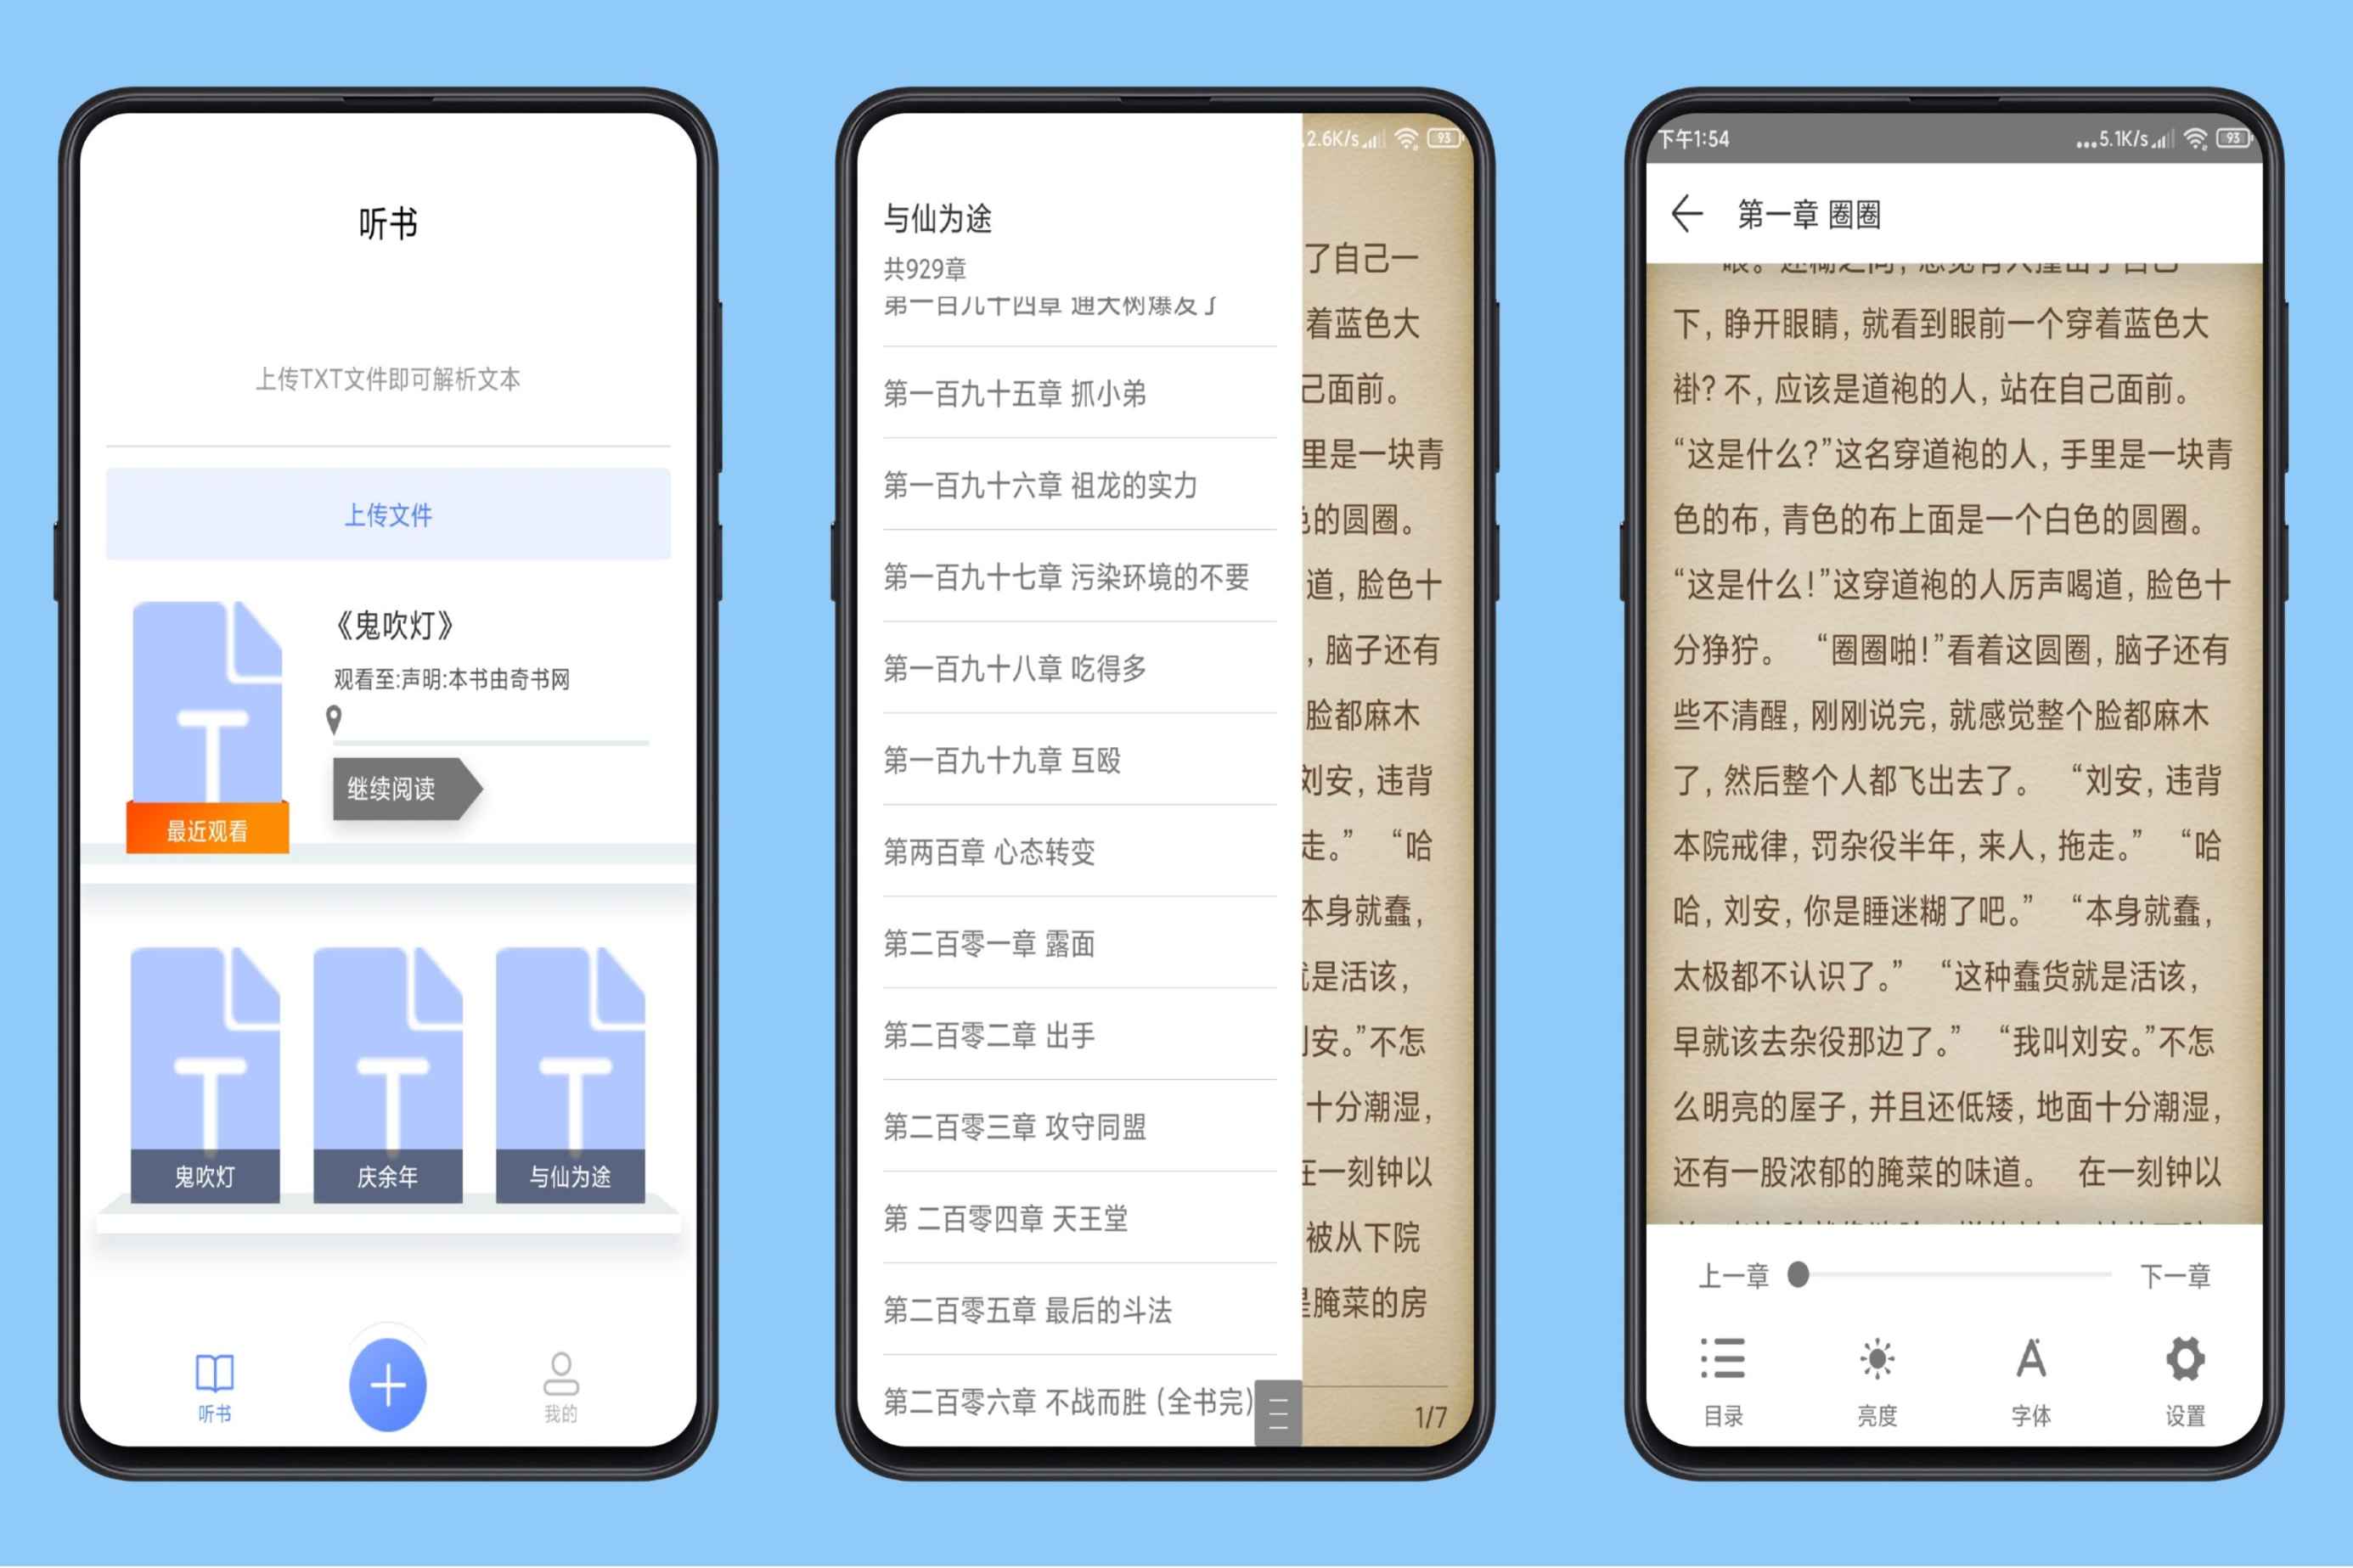 听书
上传TXT文件即可解析文本
上传文件
《鬼吹灯》
观看至:声明:本书由奇书网
继续阅读
最近观看
鬼吹灯
庆余年
与仙为途
听书
我的
2.6K/s
93
与仙为途
共929章
第一百九十四章 通天树爆发了
第一百九十五章 抓小弟
第一百九十六章 祖龙的实力
第一百九十七章 污染环境的不要
第一百九十八章 吃得多
第一百九十九章 互殴
第两百章 心态转变
第二百零一章 露面
第二百零二章 出手
第二百零三章 攻守同盟
第 二百零四章 天王堂
第二百零五章 最后的斗法
第二百零六章 不战而胜（全书完）
了自己一
着蓝色大
己面前。
里是一块青
的圆圈。
道，脸色十
，脑子还有
脸都麻木
刘安，违背
走。” “哈
本身就蠢，
是活该，
安。”不怎
十分潮湿，
在一刻钟以
被从下院
腌菜的房
1/7
下午1:54
...5.1K/s
93
第一章 圈圈
下，睁开眼睛，就看到眼前一个穿着蓝色大
褂？不，应该是道袍的人，站在自己面前。
“这是什么？”这名穿道袍的人，手里是一块青
色的布，青色的布上面是一个白色的圆圈。
“这是什么！”这穿道袍的人厉声喝道，脸色十
分狰狞。 “圈圈啪！”看着这圆圈，脑子还有
些不清醒，刚刚说完，就感觉整个脸都麻木
了，然后整个人都飞出去了。 “刘安，违背
本院戒律，罚杂役半年，来人，拖走。” “哈
哈，刘安，你是睡迷糊了吧。” “本身就蠢，
太极都不认识了。” “这种蠢货就是活该，
早就该去杂役那边了。” “我叫刘安。”不怎
么明亮的屋子，并且还低矮，地面十分潮湿，
还有一股浓郁的腌菜的味道。 在一刻钟以
上一章
下一章
目录
亮度
字体
设置